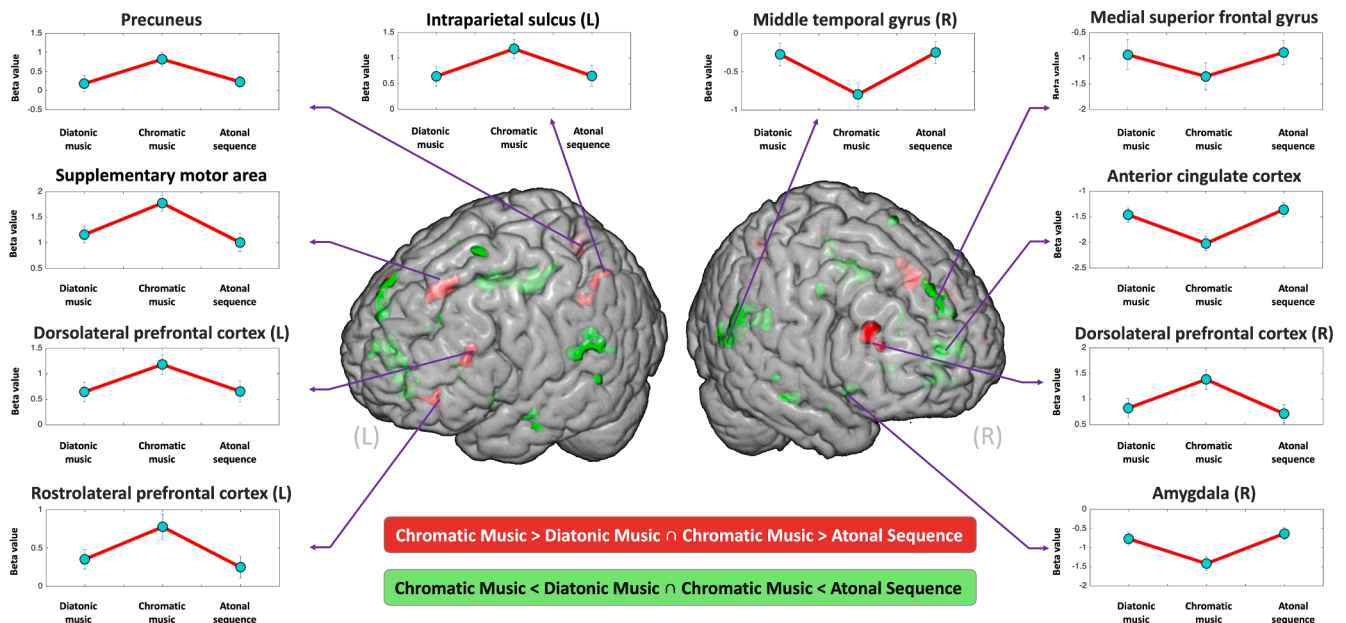 Precuneus
Beta value
1.5
1
0.5
0
-0.5
Diatonic music
Chromatic music
Atonal sequence
Intraparietal sulcus (L)
Beta value
1.5
1
0.5
0
Diatonic music
Chromatic music
Atonal sequence
Middle temporal gyrus (R)
Beta value
0
-0.5
-1
Diatonic music
Chromatic music
Atonal sequence
Medial superior frontal gyrus
Beta value
-0.5
-1
-1.5
-2
Diatonic music
Chromatic music
Atonal sequence
Supplementary motor area
Beta value
2
1.5
1
0.5
Diatonic music
Chromatic music
Atonal sequence
Anterior cingulate cortex
Beta value
-1
-1.5
-2
-2.5
Diatonic music
Chromatic music
Atonal sequence
Dorsolateral prefrontal cortex (L)
Beta value
1.5
1
0.5
0
Diatonic music
Chromatic music
Atonal sequence
Dorsolateral prefrontal cortex (R)
Beta value
2
1.5
1
0.5
Diatonic music
Chromatic music
Atonal sequence
(L)
(R)
Rostrolateral prefrontal cortex (L)
Beta value
1
0.5
0
Diatonic music
Chromatic music
Atonal sequence
Amygdala (R)
Beta value
0
-0.5
-1
-1.5
-2
Diatonic music
Chromatic music
Atonal sequence
Chromatic Music > Diatonic Music ∩ Chromatic Music > Atonal Sequence
Chromatic Music < Diatonic Music ∩ Chromatic Music < Atonal Sequence